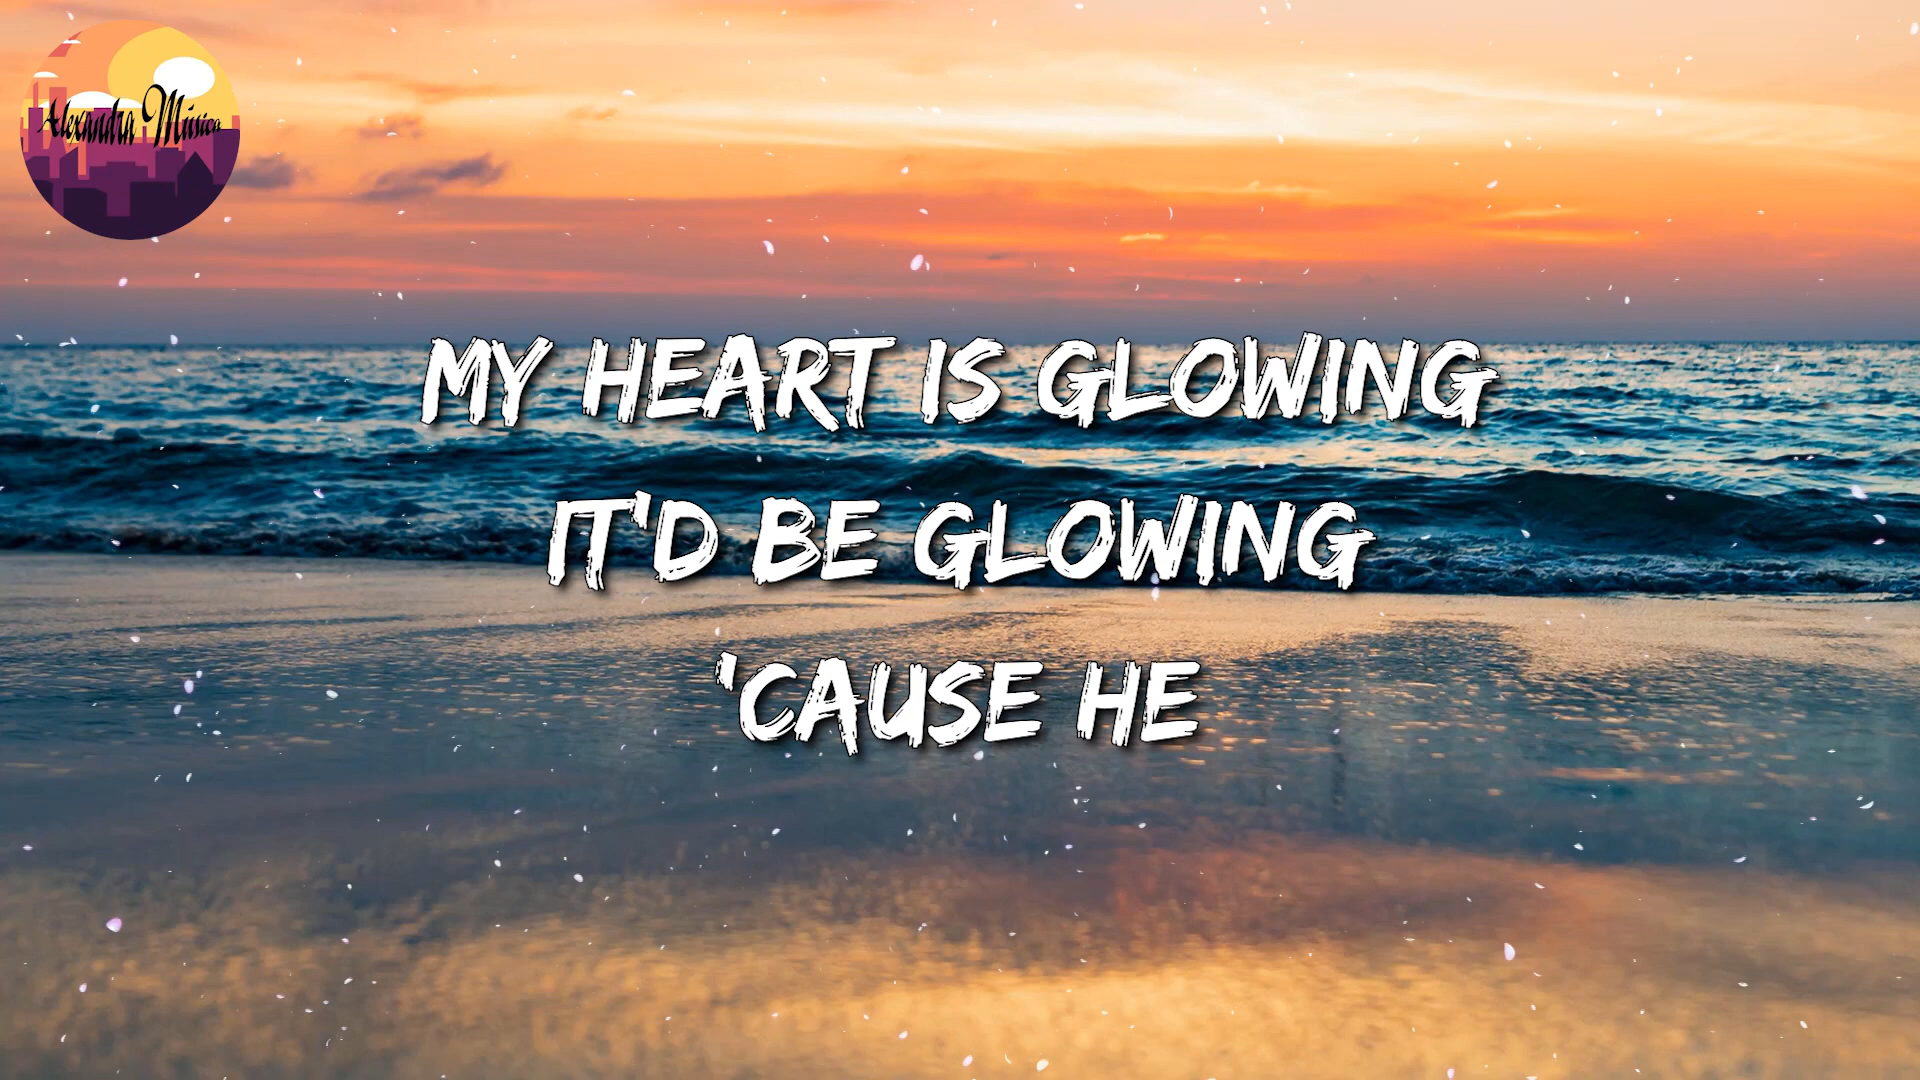 Alexandra Música
MY HEART IS GLOWING
IT'D BE GLOWING
'CAUSE HE